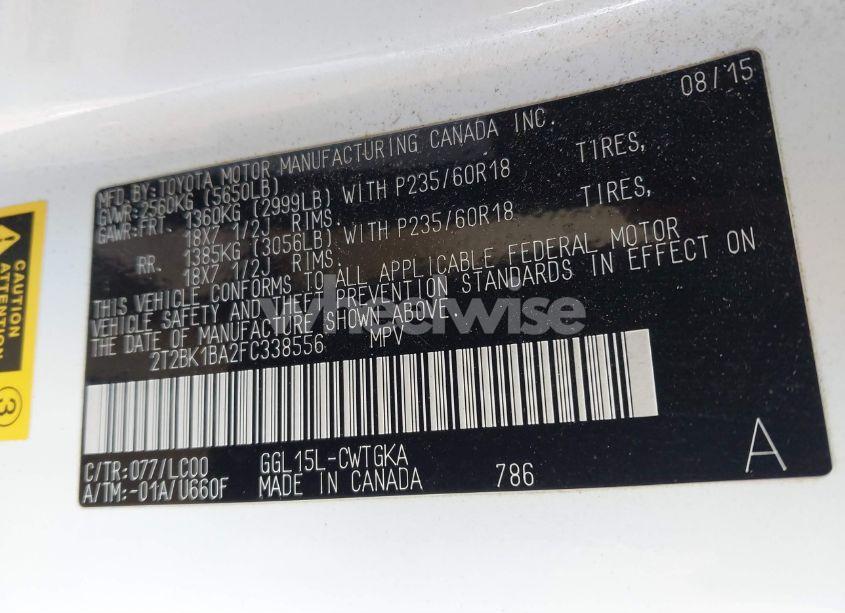 08/15
MFD. BY: TOYOTA MOTOR MANUFACTURING CANADA INC.
GVWR: 2560KG (5650LB)
GAWR: FRT. 1360KG (2999LB) WITH P235/60R18 TIRES,
18X7 1/2J RIMS.
RR. 1385KG (3056LB) WITH P235/60R18 TIRES,
18X7 1/2J RIMS.
THIS VEHICLE CONFORMS TO ALL APPLICABLE FEDERAL MOTOR
VEHICLE SAFETY AND THEFT PREVENTION STANDARDS IN EFFECT ON
THE DATE OF MANUFACTURE SHOWN ABOVE.
2T2BK1BA2FC338556 MPV
C/TR: 077/LC00 GGL15L-CWTGKA
A/TM: -01A/U660F MADE IN CANADA 786 A
CAUTION
ATTENTION
3
wheelwise